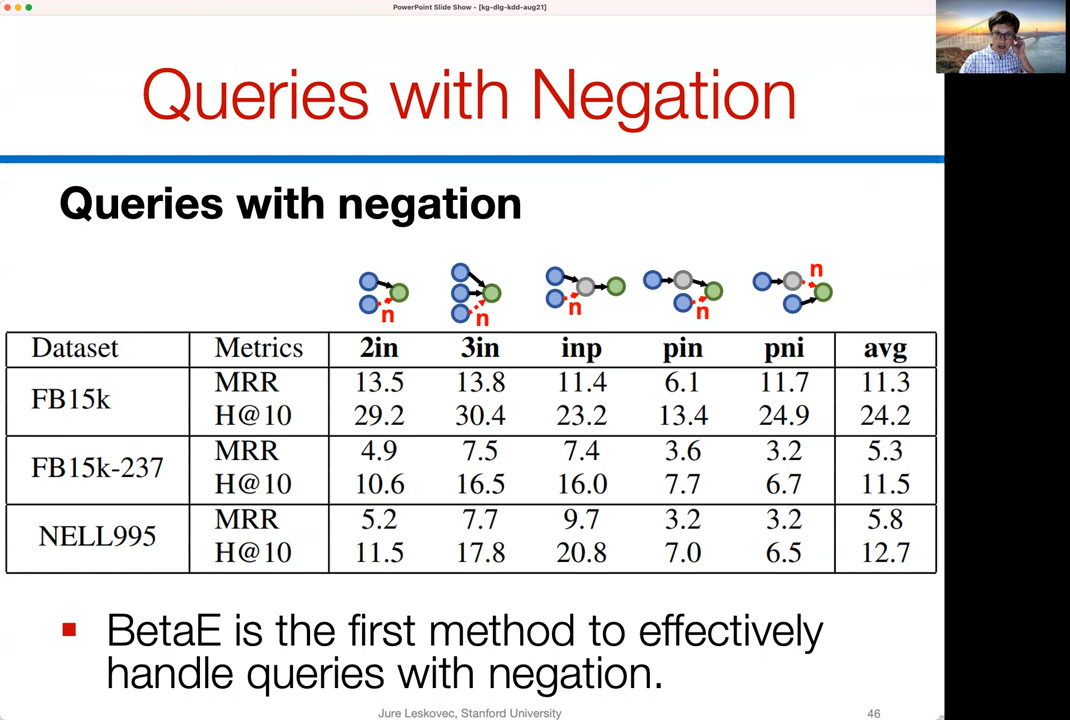 PowerPoint Slide Show - [kg-dlg-kdd-aug21]
Queries with Negation
Queries with negation
n n n n n
Dataset Metrics 2in 3in inp pin pni avg
FB15k MRR 13.5 13.8 11.4 6.1 11.7 11.3
H@10 29.2 30.4 23.2 13.4 24.9 24.2
FB15k-237 MRR 4.9 7.5 7.4 3.6 3.2 5.3
H@10 10.6 16.5 16.0 7.7 6.7 11.5
NELL995 MRR 5.2 7.7 9.7 3.2 3.2 5.8
H@10 11.5 17.8 20.8 7.0 6.5 12.7
BetaE is the first method to effectively
handle queries with negation.
Jure Leskovec, Stanford University 46